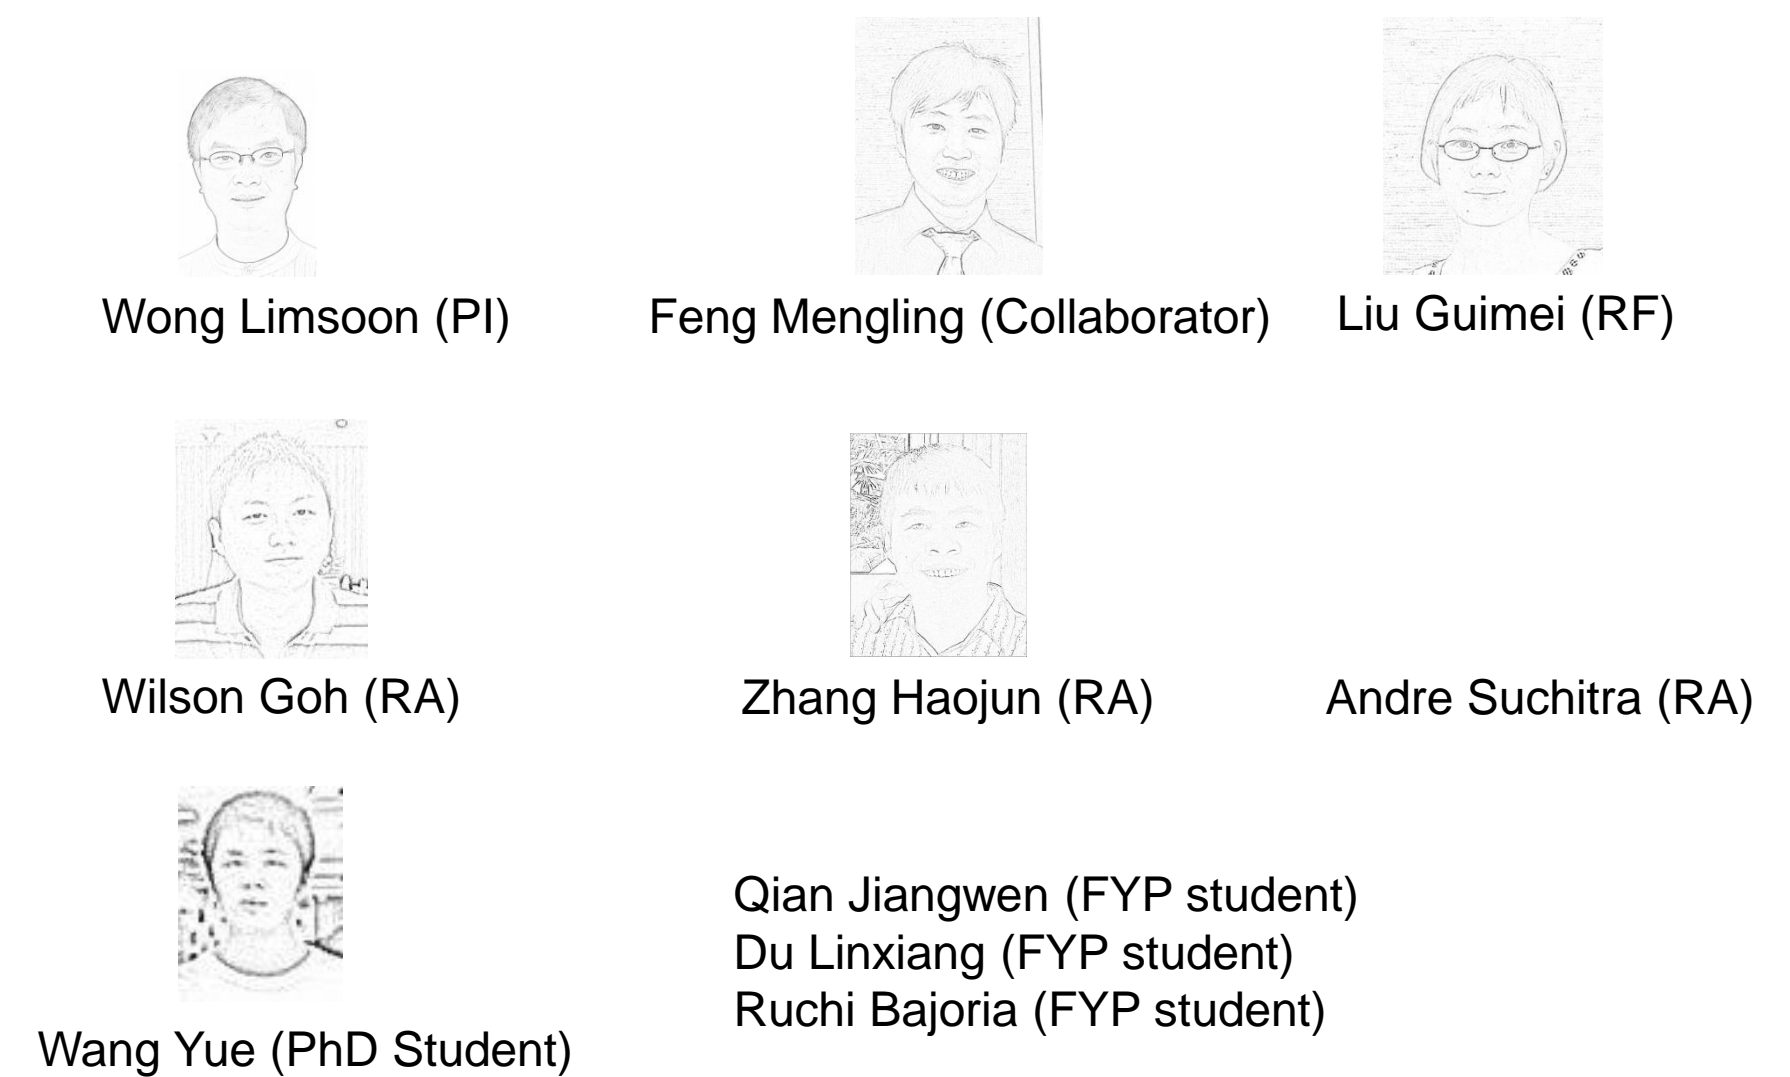 Wong Limsoon (PI)
Feng Mengling (Collaborator)
Liu Guimei (RF)
Wilson Goh (RA)
Zhang Haojun (RA)
Andre Suchitra (RA)
Wang Yue (PhD Student)
Qian Jiangwen (FYP student)
Du Linxiang (FYP student)
Ruchi Bajoria (FYP student)